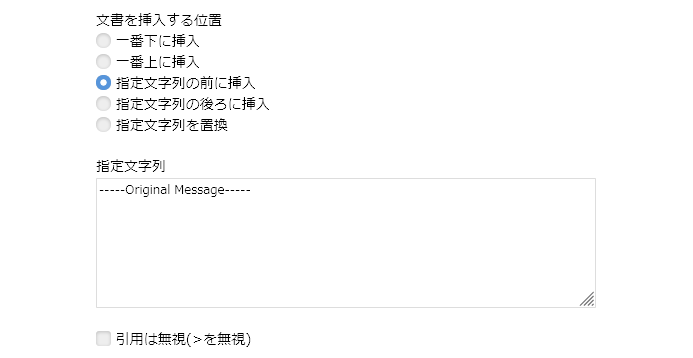 文書を挿入する位置
一番下に挿入
一番上に挿入
指定文字列の前に挿入
指定文字列の後ろに挿入
指定文字列を置換
指定文字列
-----Original Message-----
引用は無視(>を無視)